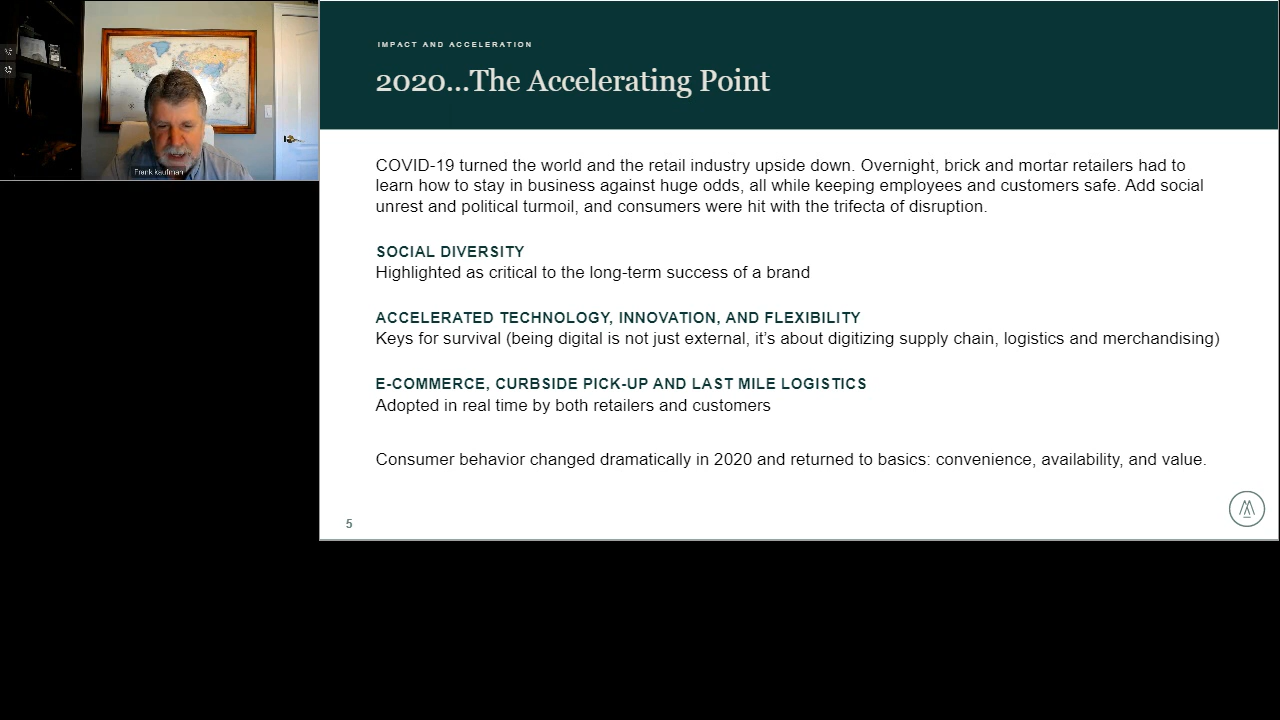 Frank kaufman
IMPACT AND ACCELERATION
2020...The Accelerating Point
COVID-19 turned the world and the retail industry upside down. Overnight, brick and mortar retailers had to
learn how to stay in business against huge odds, all while keeping employees and customers safe. Add social
unrest and political turmoil, and consumers were hit with the trifecta of disruption.
SOCIAL DIVERSITY
Highlighted as critical to the long-term success of a brand
ACCELERATED TECHNOLOGY, INNOVATION, AND FLEXIBILITY
Keys for survival (being digital is not just external, it's about digitizing supply chain, logistics and merchandising)
E-COMMERCE, CURBSIDE PICK-UP AND LAST MILE LOGISTICS
Adopted in real time by both retailers and customers
Consumer behavior changed dramatically in 2020 and returned to basics: convenience, availability, and value.
5